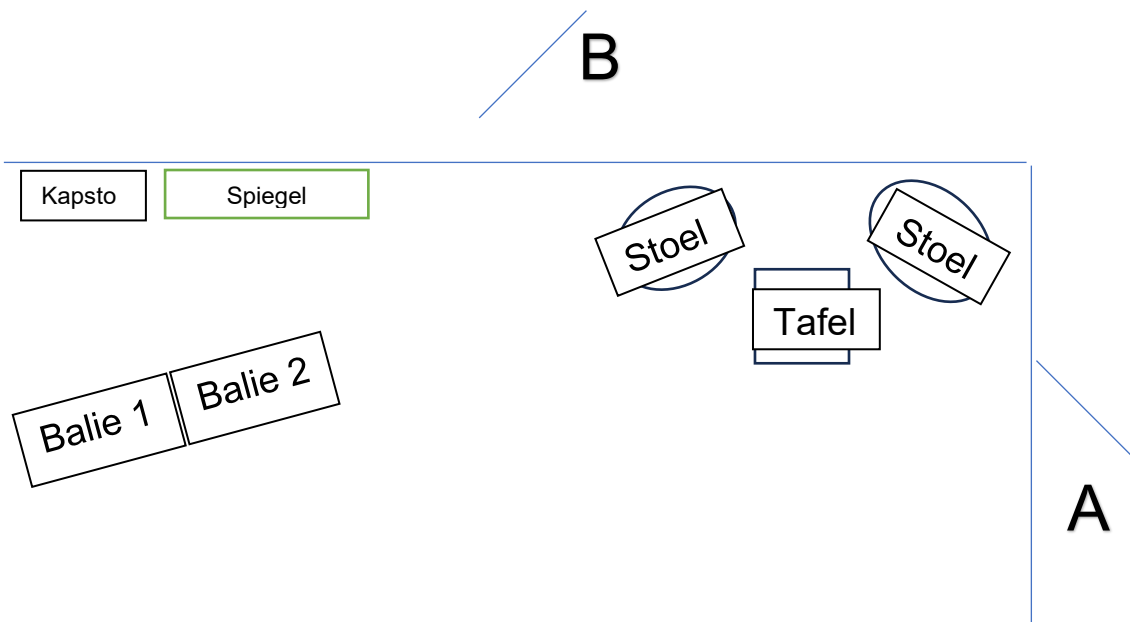 B
Kapsto
Spiegel
Stoel
Stoel
Tafel
Balie 1
Balie 2
A